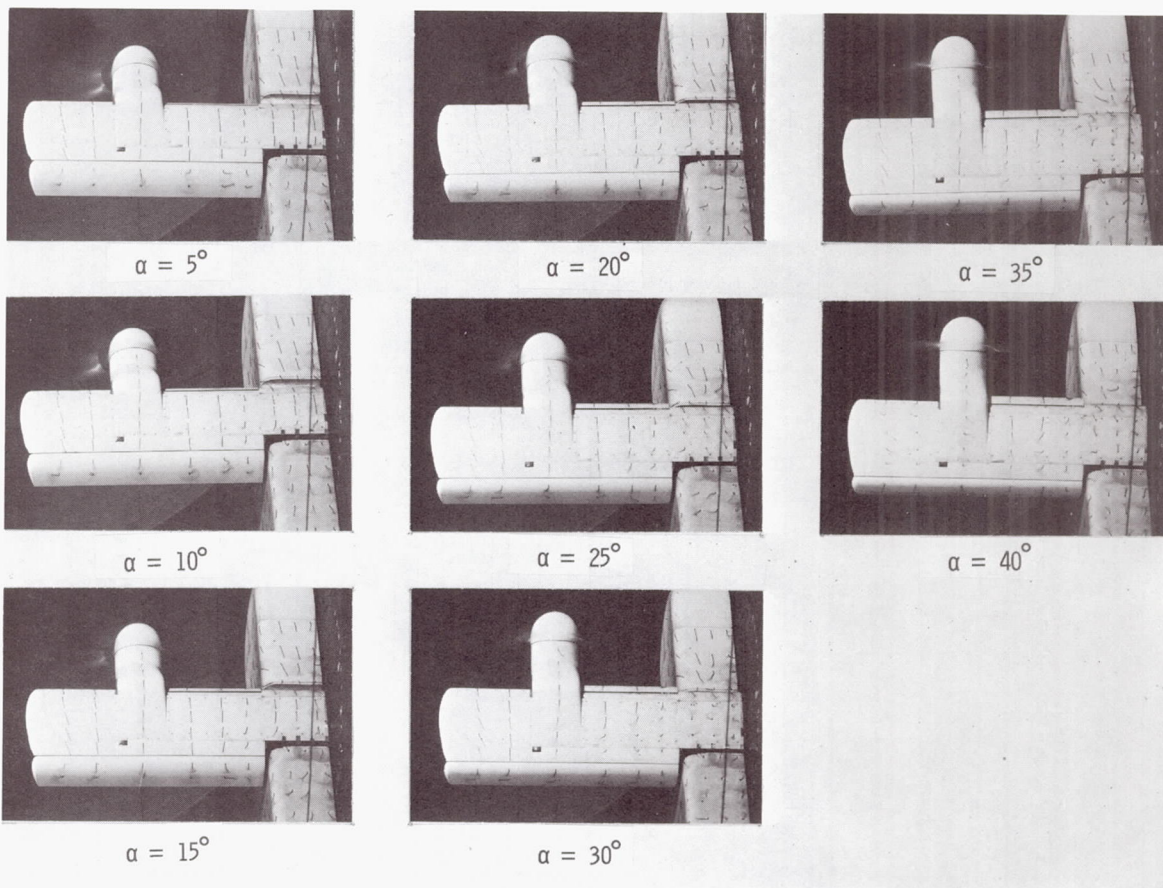 α = 5°
α = 20°
α = 35°
α = 10°
α = 25°
α = 40°
α = 15°
α = 30°